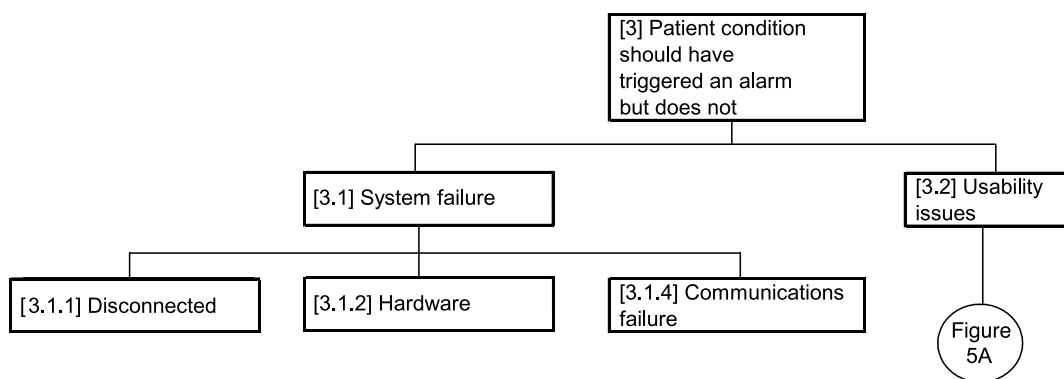 [3] Patient condition
should have
triggered an alarm
but does not
[3.1] System failure
[3.2] Usability
issues
[3.1.1] Disconnected
[3.1.2] Hardware
[3.1.4] Communications
failure
Figure
5A